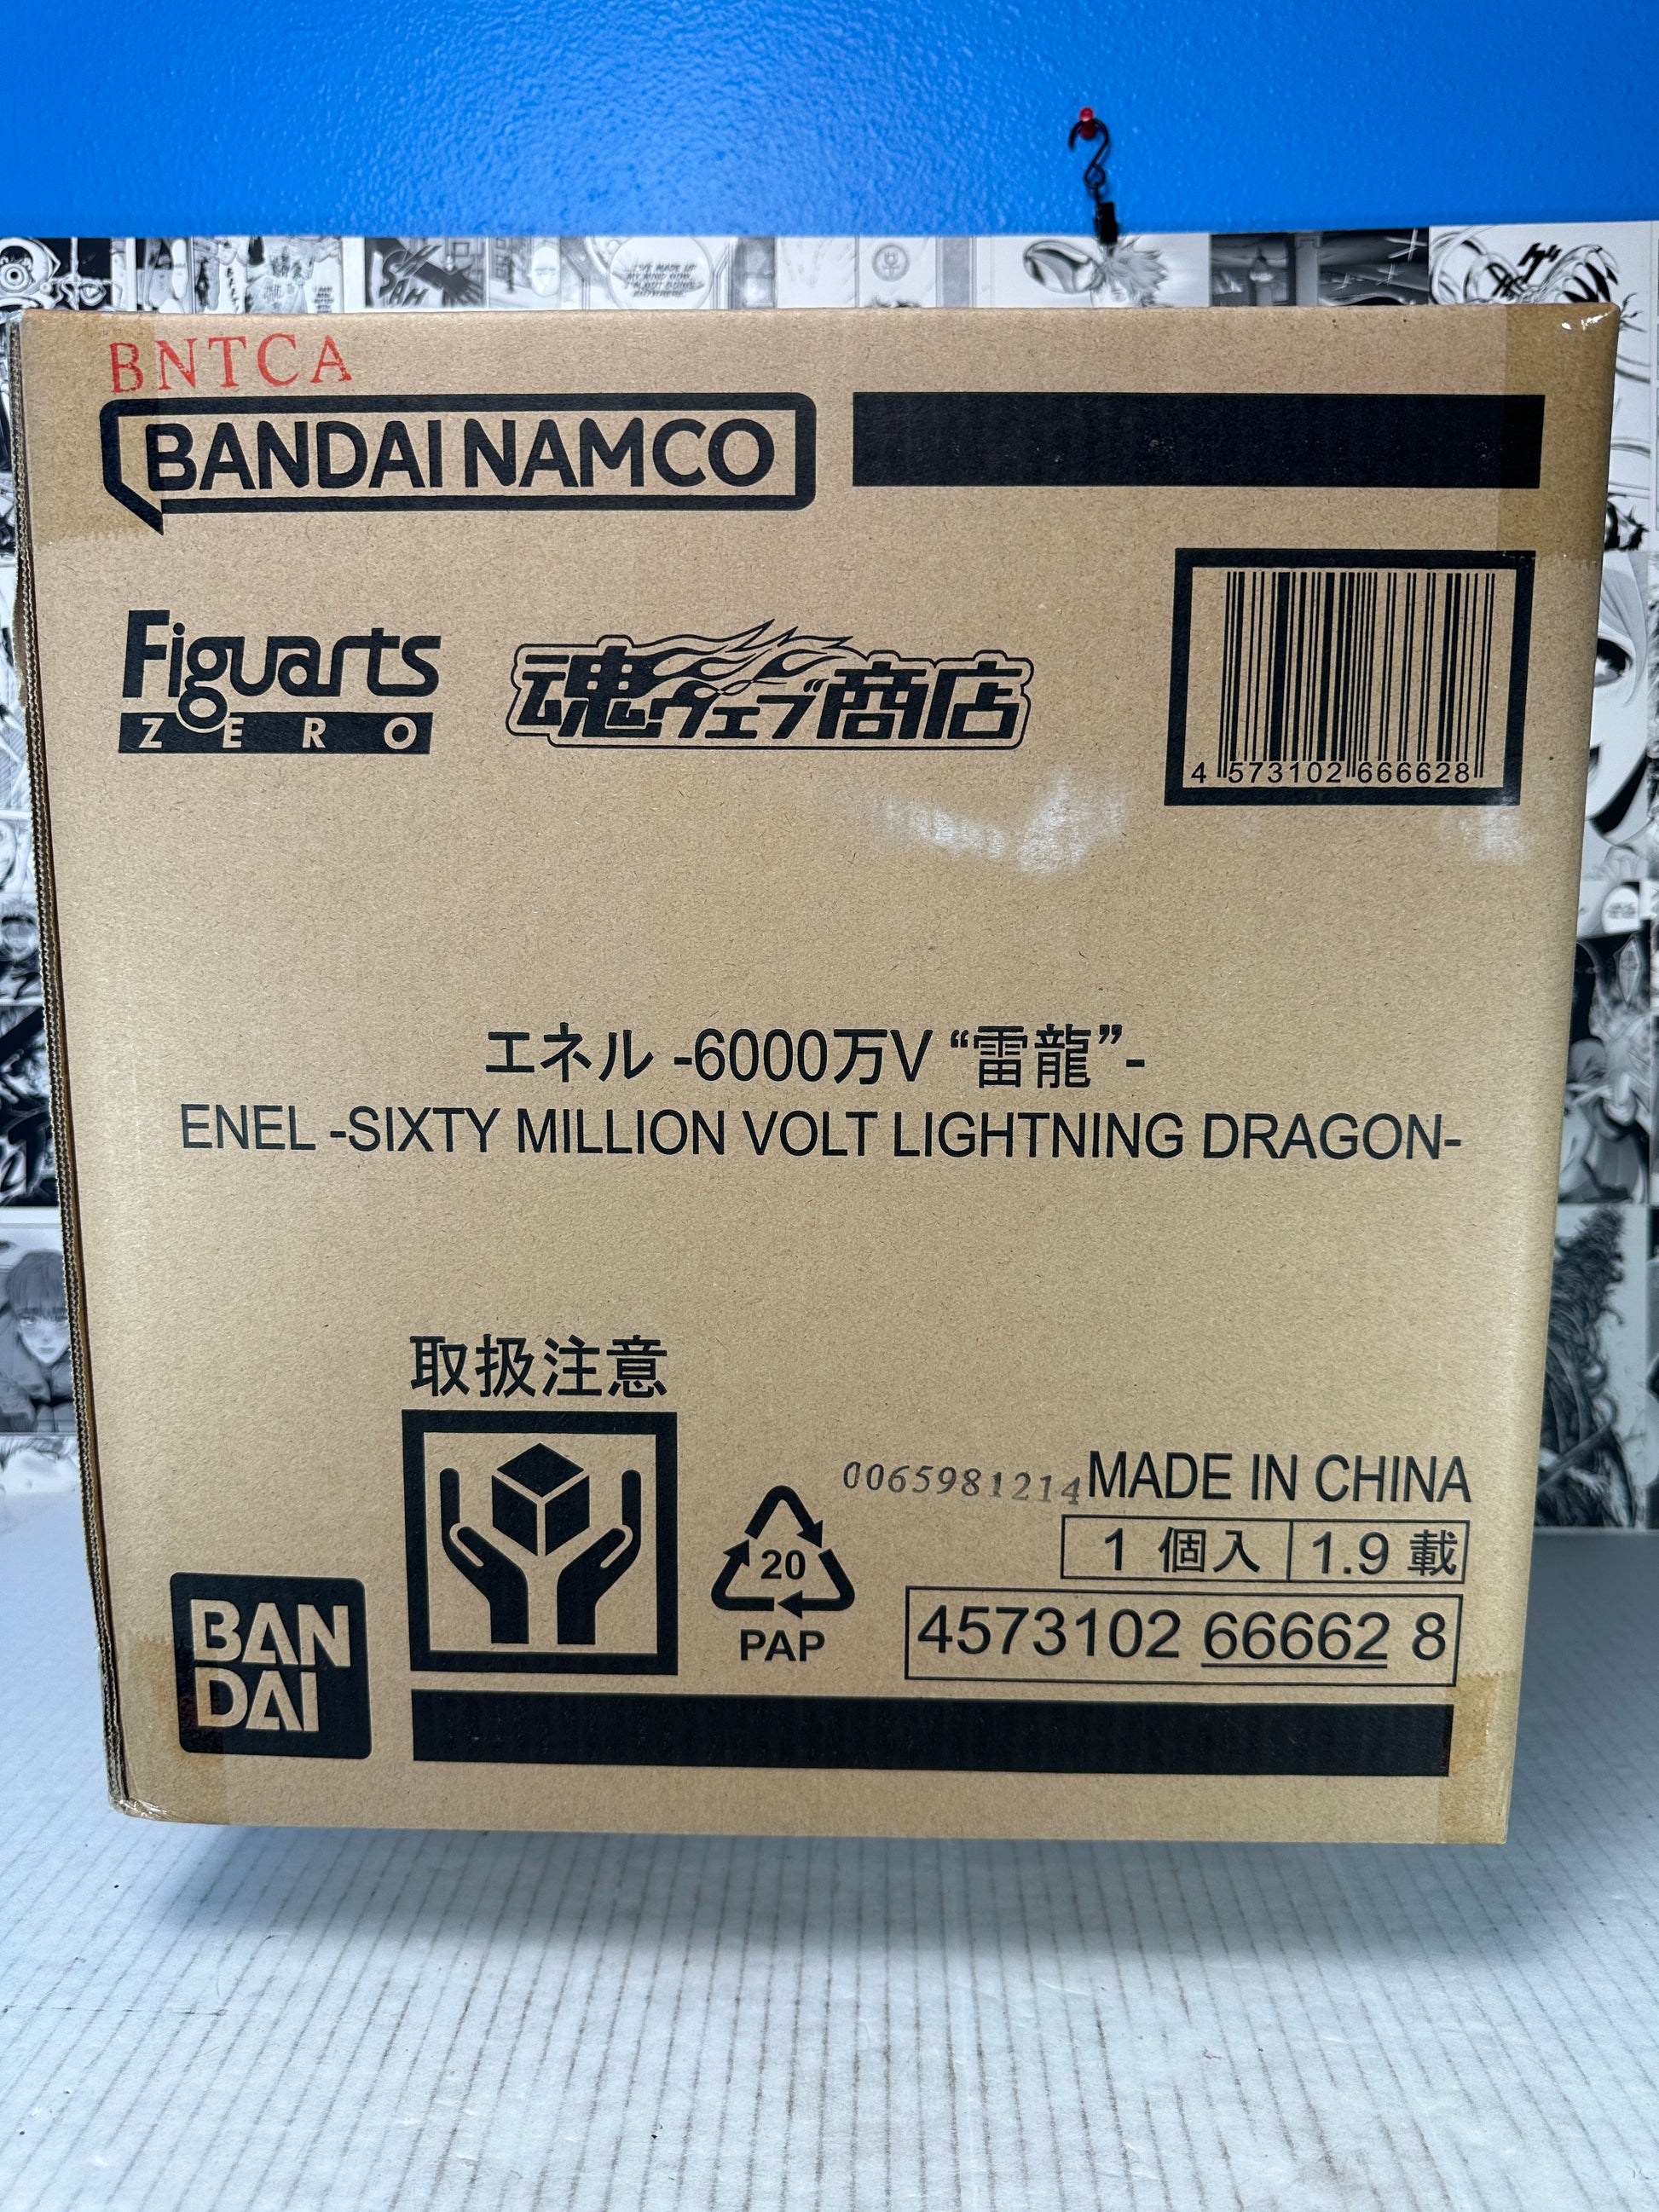 BNTCA
BANDAI NAMCO
Figuarts
ZERO
魂ウェブ商店
4 573102 666628
エネル -6000万V “雷龍”-
ENEL -SIXTY MILLION VOLT LIGHTNING DRAGON-
取扱注意
0065981214
MADE IN CHINA
1 個入
1.9 載
20
PAP
4573102 66662 8
BAN
DAI